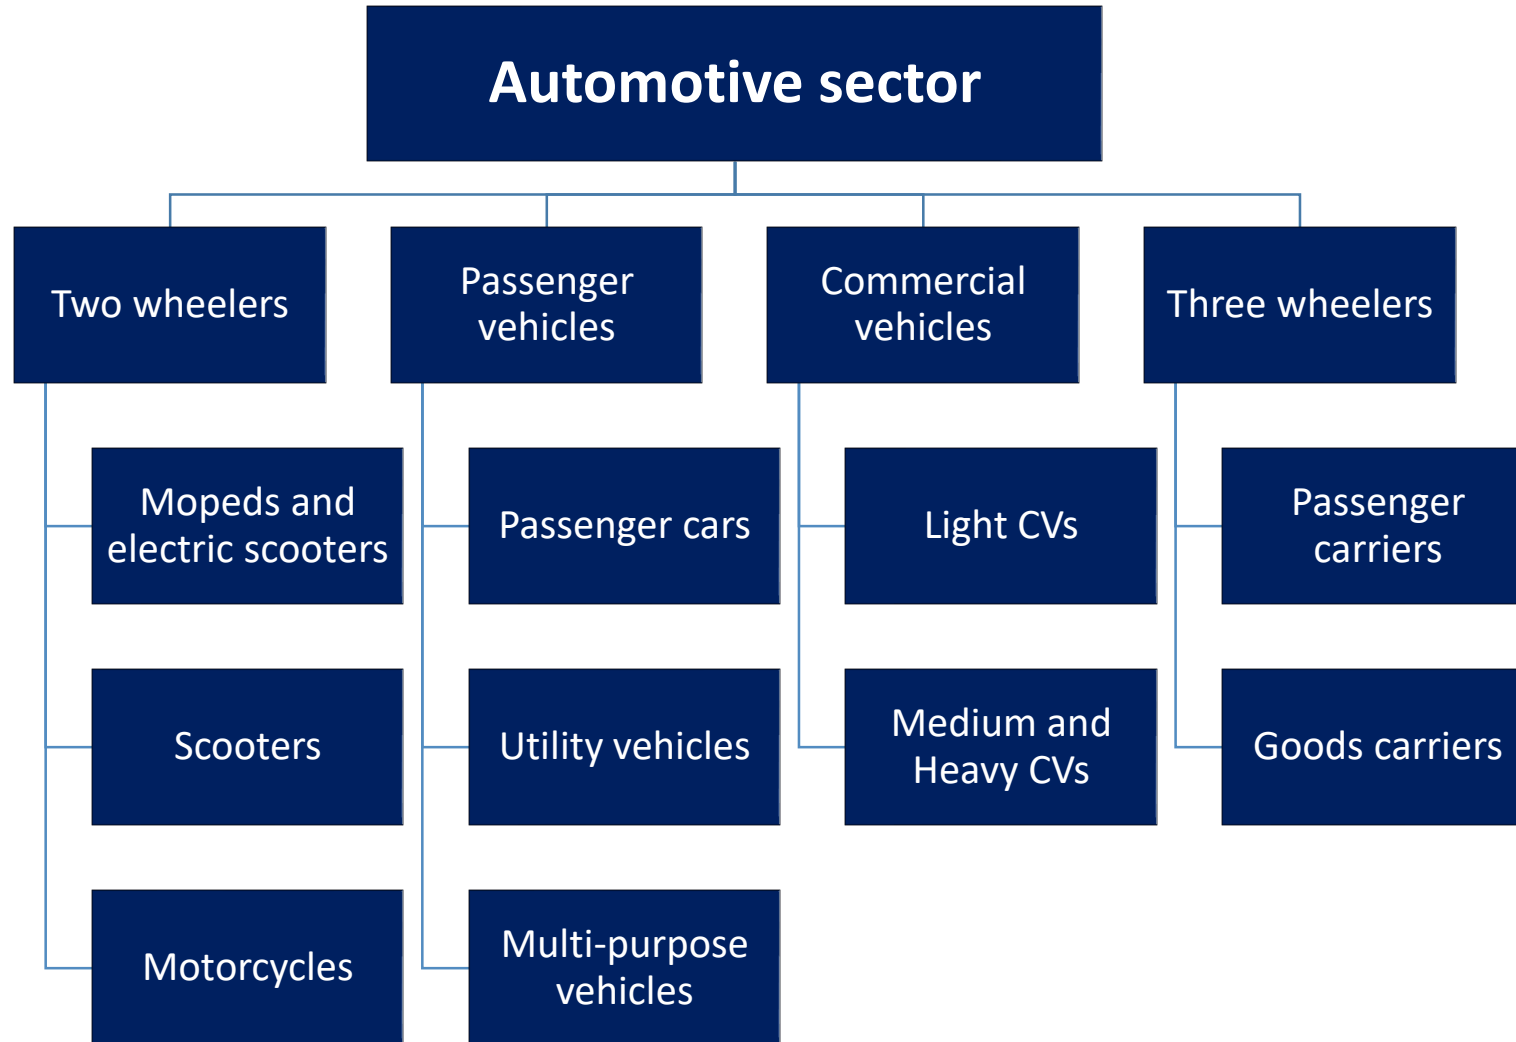 Automotive sector
Two wheelers
Passenger
vehicles
Commercial
vehicles
Three wheelers
Mopeds and
electric scooters
Passenger cars
Light CVs
Passenger
carriers
Scooters
Utility vehicles
Medium and
Heavy CVs
Goods carriers
Motorcycles
Multi-purpose
vehicles